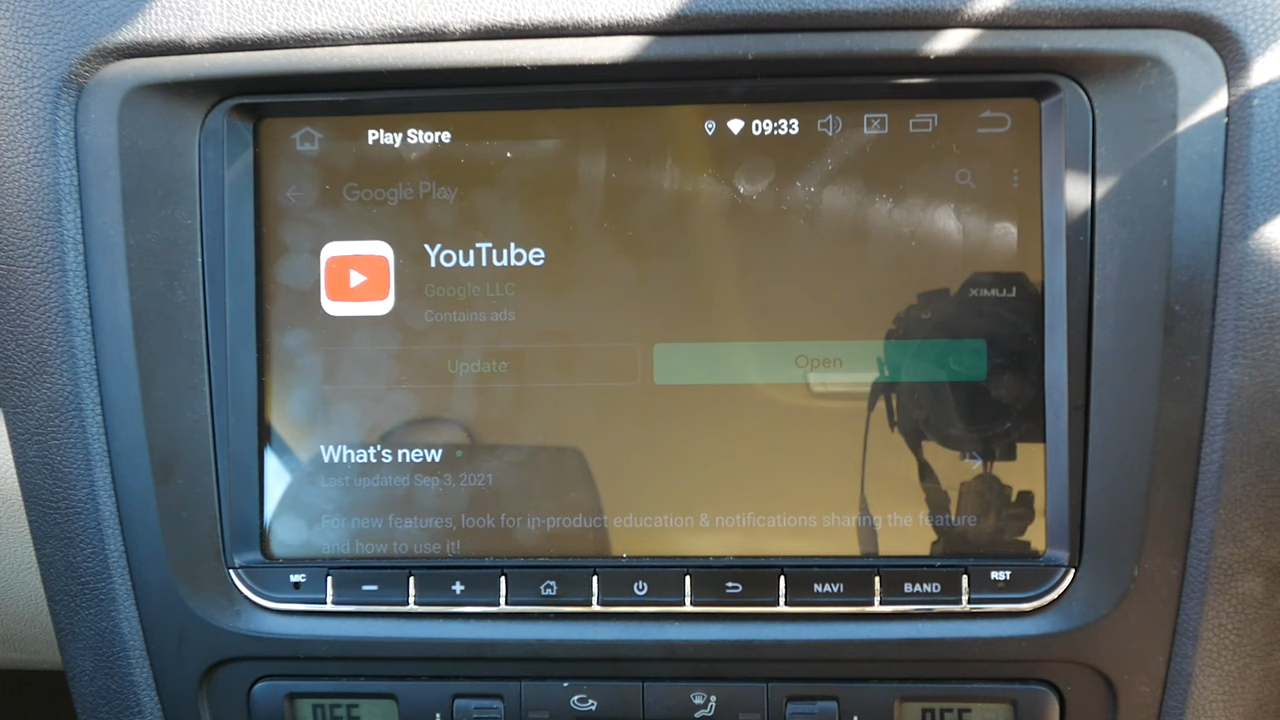 Play Store
09:33
Google Play
YouTube
Google LLC
Contains ads
Update
Open
LUMIX
What's new
Last updated Sep 3, 2021
For new features, look for in-product education & notifications sharing the feature
and how to use it!
MIC
NAVI
BAND
RST
OFF
OFF